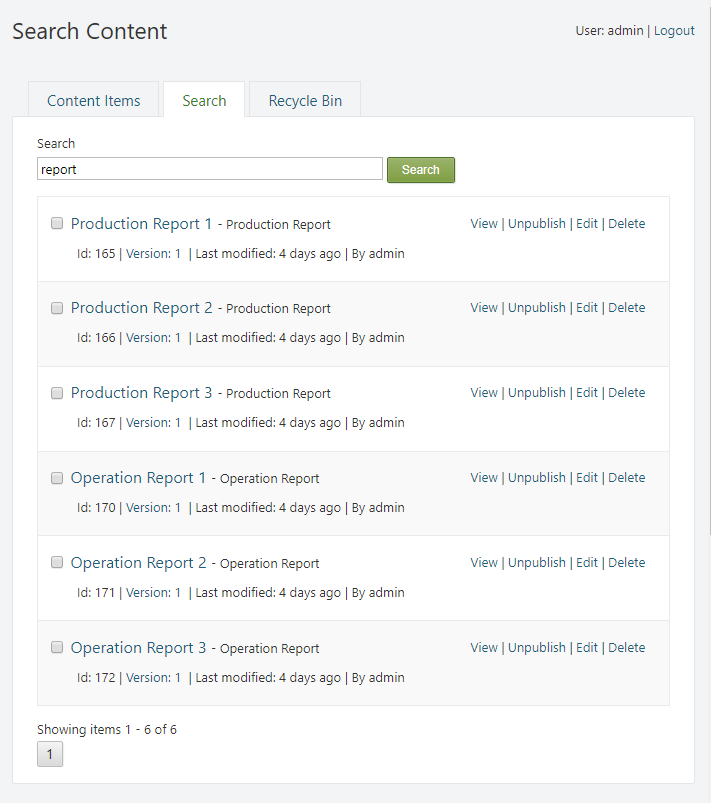 Search Content
User: admin | Logout
Content Items
Search
Recycle Bin
Search
report
Search
Production Report 1 - Production Report
View | Unpublish | Edit | Delete
Id: 165 | Version: 1 | Last modified: 4 days ago | By admin
Production Report 2 - Production Report
View | Unpublish | Edit | Delete
Id: 166 | Version: 1 | Last modified: 4 days ago | By admin
Production Report 3 - Production Report
View | Unpublish | Edit | Delete
Id: 167 | Version: 1 | Last modified: 4 days ago | By admin
Operation Report 1 - Operation Report
View | Unpublish | Edit | Delete
Id: 170 | Version: 1 | Last modified: 4 days ago | By admin
Operation Report 2 - Operation Report
View | Unpublish | Edit | Delete
Id: 171 | Version: 1 | Last modified: 4 days ago | By admin
Operation Report 3 - Operation Report
View | Unpublish | Edit | Delete
Id: 172 | Version: 1 | Last modified: 4 days ago | By admin
Showing items 1 - 6 of 6
1